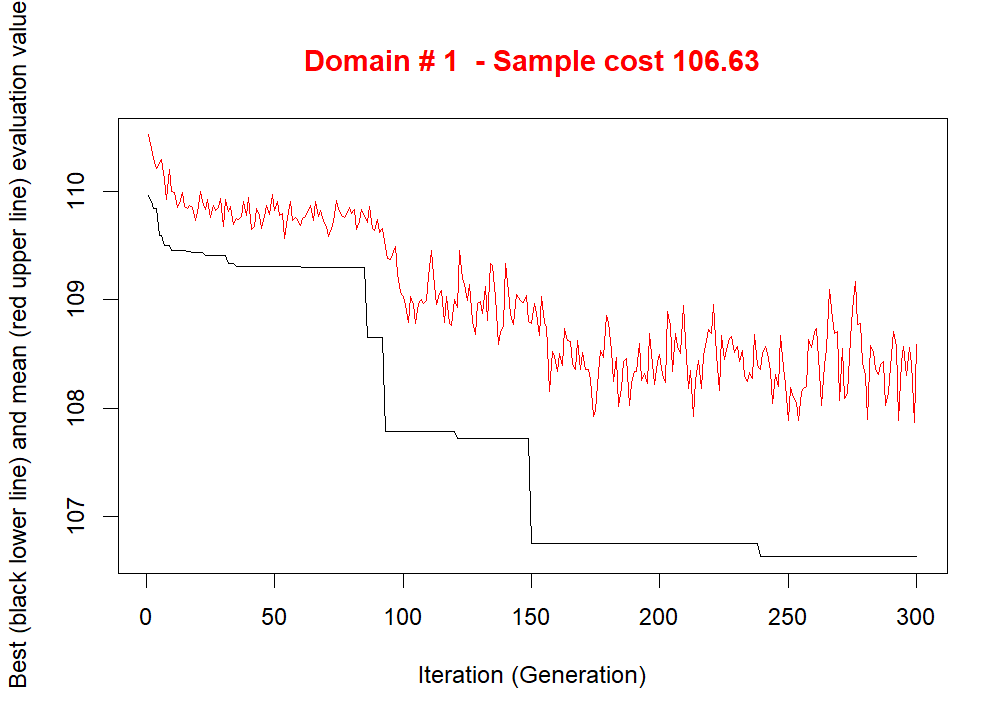 Domain # 1  - Sample cost 106.63
Best (black lower line) and mean (red upper line) evaluation value
110
109
108
107
0 50 100 150 200 250 300
Iteration (Generation)